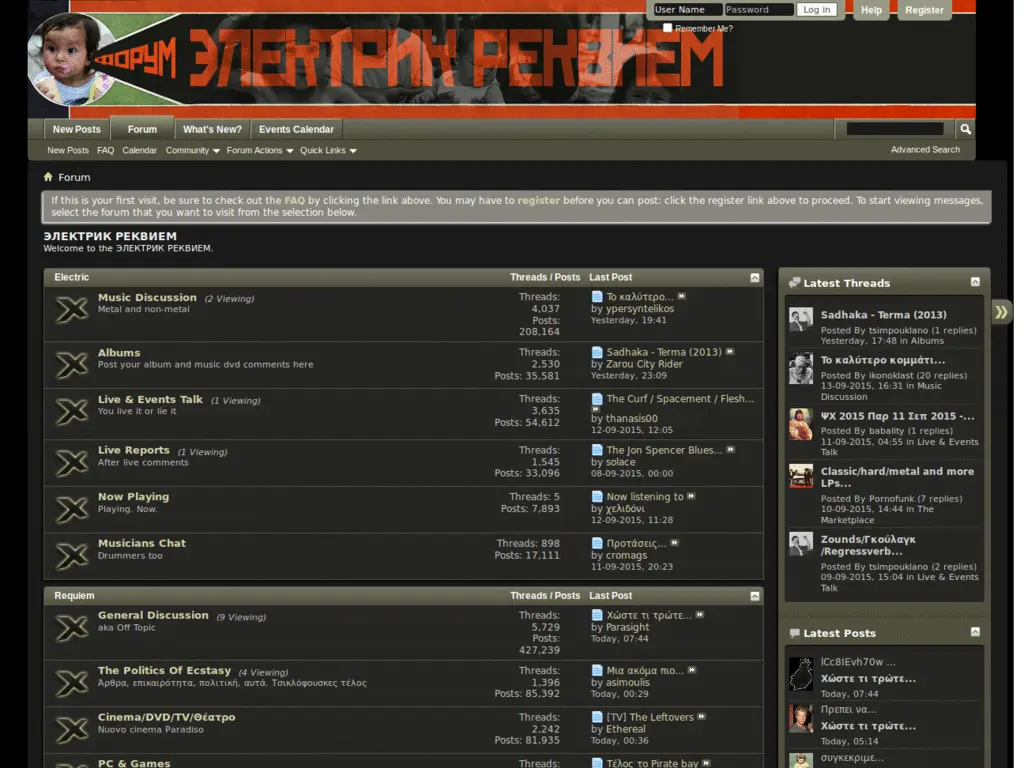 User Name Password Log in Help Register
Remember Me?
ФОРУМ ЭЛЕКТРИК РЕКВИЕМ
New Posts Forum What's New? Events Calendar
New Posts FAQ Calendar Community Forum Actions Quick Links Advanced Search
Forum
If this is your first visit, be sure to check out the FAQ by clicking the link above. You may have to register before you can post: click the register link above to proceed. To start viewing messages,
select the forum that you want to visit from the selection below.
ЭЛЕКТРИК РЕКВИЕМ
Welcome to the ЭЛЕКТРИК РЕКВИЕМ.
Electric Threads / Posts Last Post
Music Discussion (2 Viewing)
Metal and non-metal
Threads:
4,037
Posts:
208,164
Το καλύτερο...
by ypersyntelikos
Yesterday, 19:41
Albums
Post your album and music dvd comments here
Threads:
2,530
Posts: 35,581
Sadhaka - Terma (2013)
by Zarou City Rider
Yesterday, 23:09
Live & Events Talk (1 Viewing)
You live it or lie it
Threads:
3,635
Posts: 54,612
The Curf / Spacement / Flesh...
by thanasis00
12-09-2015, 12:05
Live Reports (1 Viewing)
After live comments
Threads:
1,545
Posts: 33,096
The Jon Spencer Blues...
by solace
08-09-2015, 00:00
Now Playing
Playing. Now.
Threads: 5
Posts: 7,893
Now listening to
by χελιδόνι
12-09-2015, 11:28
Musicians Chat
Drummers too
Threads: 898
Posts: 17,111
Προτάσεις...
by cromags
11-09-2015, 20:23
Requiem Threads / Posts Last Post
General Discussion (9 Viewing)
aka Off Topic
Threads:
5,729
Posts:
427,239
Χώστε τι τρώτε...
by Parasight
Today, 07:44
The Politics Of Ecstasy (4 Viewing)
Άρθρα, επικαιρότητα, πολιτική, αυτά. Τσικλόφουσκες τέλος
Threads:
1,396
Posts: 85,392
Μια ακόμα πιο...
by asimoulis
Today, 00:29
Cinema/DVD/TV/Θέατρο
Nuovo cinema Paradiso
Threads:
2,242
Posts: 81,935
[TV] The Leftovers
by Ethereal
Today, 00:36
PC & Games
Threads:
Τέλος το Pirate bay
Latest Threads
Sadhaka - Terma (2013)
Posted By tsimpouklano (1 replies)
Yesterday, 17:48 in Albums
Το καλύτερο κομμάτι...
Posted By ikonoklast (20 replies)
13-09-2015, 16:31 in Music
Discussion
ΨΧ 2015 Παρ 11 Σεπ 2015 -...
Posted By babality (1 replies)
11-09-2015, 04:55 in Live & Events
Talk
Classic/hard/metal and more
LPs...
Posted By Pornofunk (7 replies)
10-09-2015, 14:44 in The
Marketplace
Zounds/Γκούλαγκ
/Regressverb...
Posted By tsimpouklano (2 replies)
09-09-2015, 15:04 in Live & Events
Talk
Latest Posts
lCc8IEvh70w ...
Χώστε τι τρώτε...
Today, 07:44
Πρεπει να...
Χώστε τι τρώτε...
Today, 05:14
συγκεκριμε...